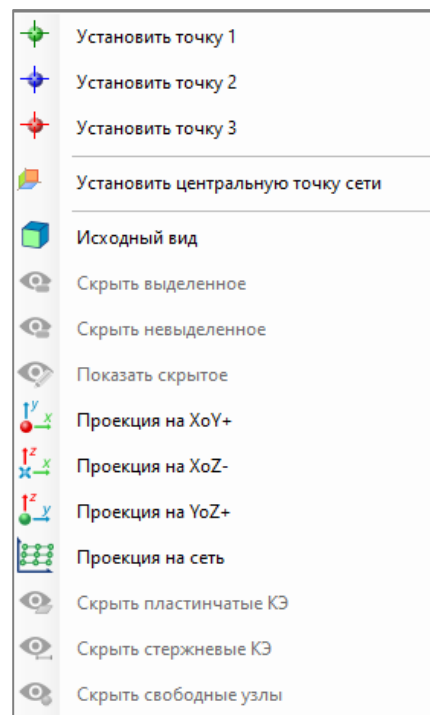 Установить точку 1
Установить точку 2
Установить точку 3
Установить центральную точку сети
Исходный вид
Скрыть выделенное
Скрыть невыделенное
Показать скрытое
y x Проекция на XoY+
z x Проекция на XoZ-
z y Проекция на YoZ+
Проекция на сеть
Скрыть пластинчатые КЭ
Скрыть стержневые КЭ
Скрыть свободные узлы